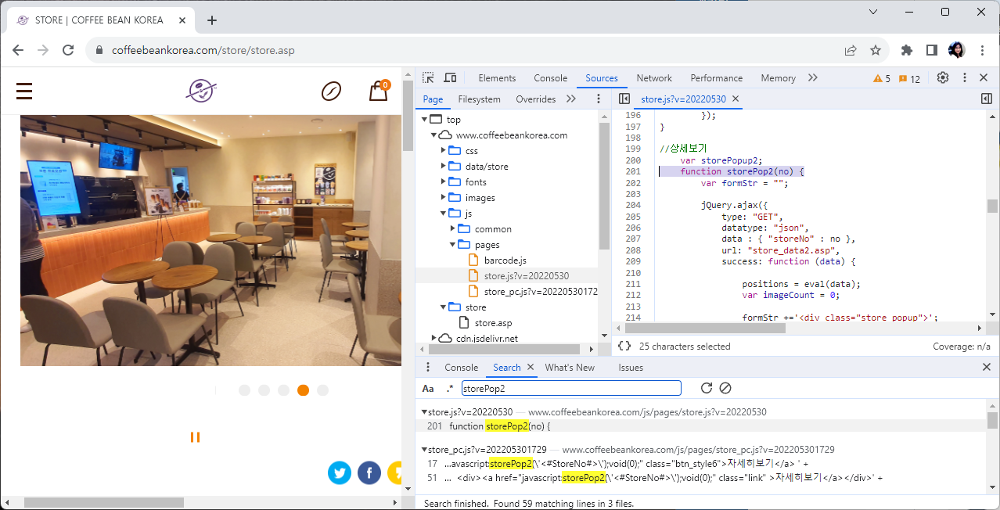 STORE | COFFEE BEAN KOREA
coffeebeankorea.com/store/store.asp
0
Elements Console Sources Network Performance Memory 5 12
Page Filesystem Overrides
top
www.coffeebeankorea.com
css
data/store
fonts
images
js
common
pages
barcode.js
store.js?v=20220530
store_pc.js?v=2022053017​2
store
store.asp
cdn.jsdelivr.net
store.js?v=20220530
196 });
197 }
198
199 //상세보기
200 var storePopup2;
201 function storePop2(no) {
202 var formStr = "";
203
204 jQuery.ajax({
205 type: "GET",
206 datatype: "json",
207 data : { "storeNo" : no },
208 url: "store_data2.asp",
209 success: function (data) {
210
211 positions = eval(data);
212 var imageCount = 0;
213
214 formStr +='<div class="store_popup">';
{} 25 characters selected Coverage: n/a
Console Search What's New Issues
Aa .* storePop2
store.js?v=20220530 — www.coffeebeankorea.com/js/pages/store.js?v=20220530
201 function storePop2(no) {
store_pc.js?v=202205301729 — www.coffeebeankorea.com/js/pages/store_pc.js?v=202205301729
17 …avascript:storePop2(\'<#StoreNo#>\');void(0);" class="btn_style6">자세히보기</a> ' +
51 … <div><a href="javascript:storePop2(\'<#StoreNo#>\');void(0);" class="link" >자세히보기</a></div>' +
Search finished. Found 59 matching lines in 3 files.